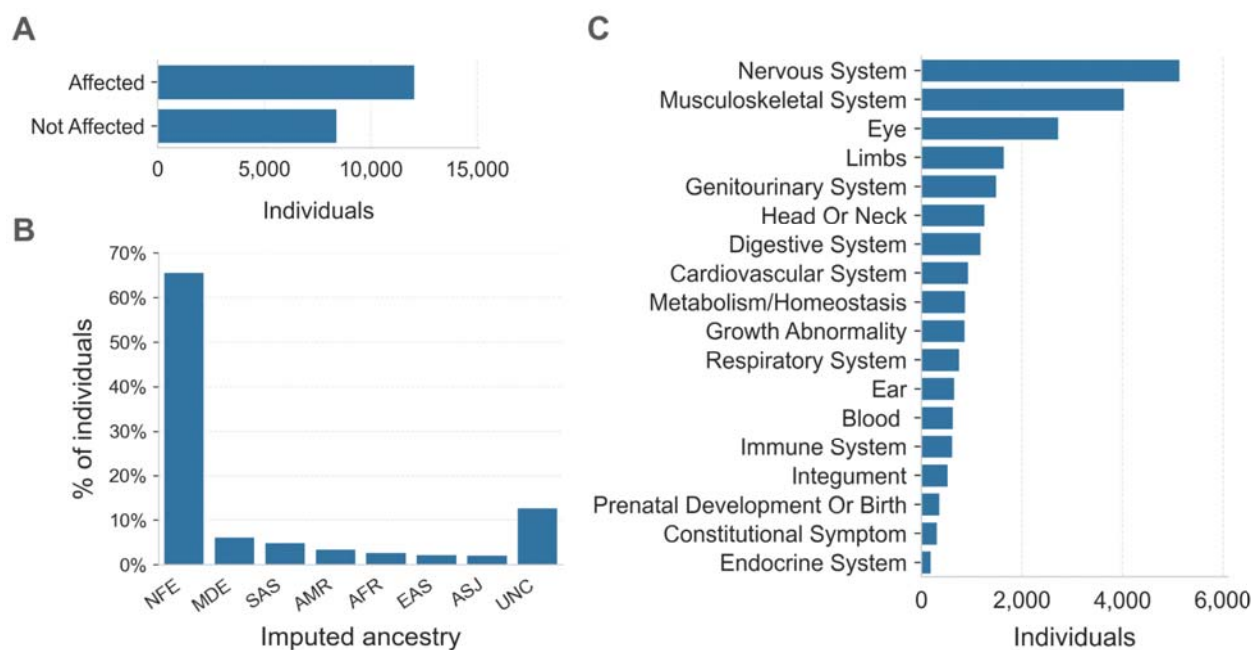 A
Affected
Not Affected
0 5,000 10,000 15,000
Individuals
B
70%
60%
50%
40%
30%
20%
10%
0%
% of individuals
NFE MDE SAS AMR AFR EAS ASJ UNC
Imputed ancestry
C
Nervous System
Musculoskeletal System
Eye
Limbs
Genitourinary System
Head Or Neck
Digestive System
Cardiovascular System
Metabolism/Homeostasis
Growth Abnormality
Respiratory System
Ear
Blood
Immune System
Integument
Prenatal Development Or Birth
Constitutional Symptom
Endocrine System
0 2,000 4,000 6,000
Individuals